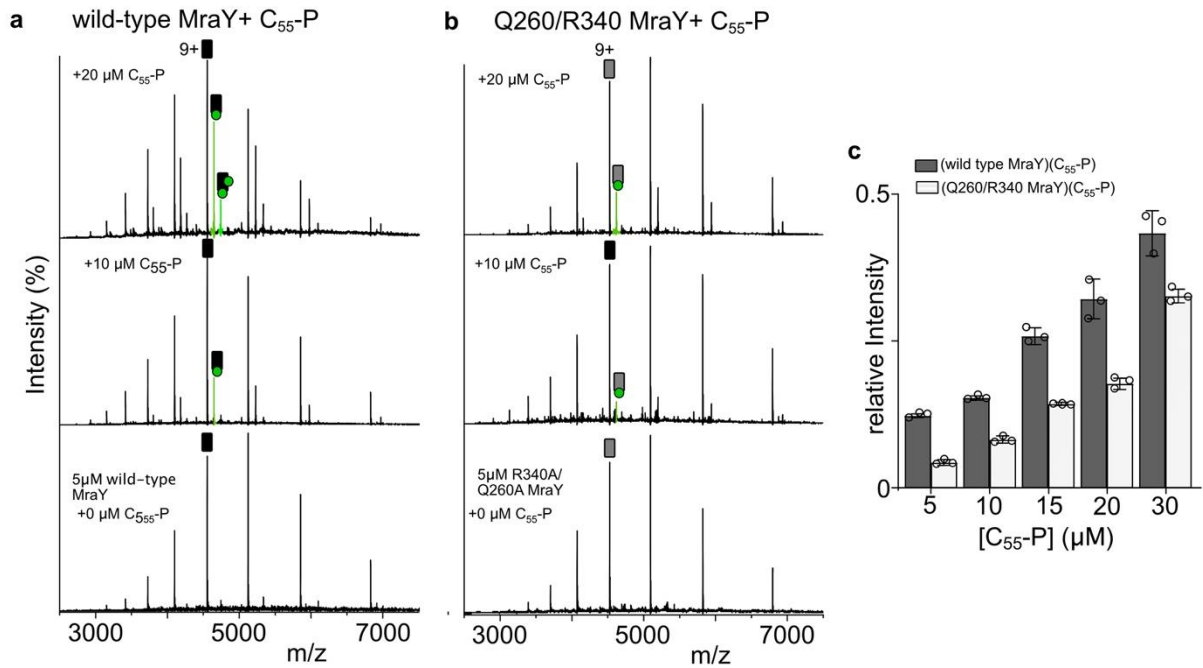 a wild-type MraY+ C₅₅-P
9+
+20 µM C₅₅-P
+10 µM C55-P
5µM wild-type
MraY
+0 µM C₅₅₅-P
Intensity (%)
3000 5000 7000
m/z
b Q260/R340 MraY+ C₅₅-P
9+
+20 µM C₅₅-P
+10 µM C₅₅-P
5µM R340A/
Q260A MraY
+0 µM C₅₅-P
3000 5000 7000
m/z
c
(wild type MraY)(C₅₅-P)
(Q260/R340 MraY)(C₅₅-P)
0.5
0
relative Intensity
5 10 15 20 30
[C₅₅-P] (µM)